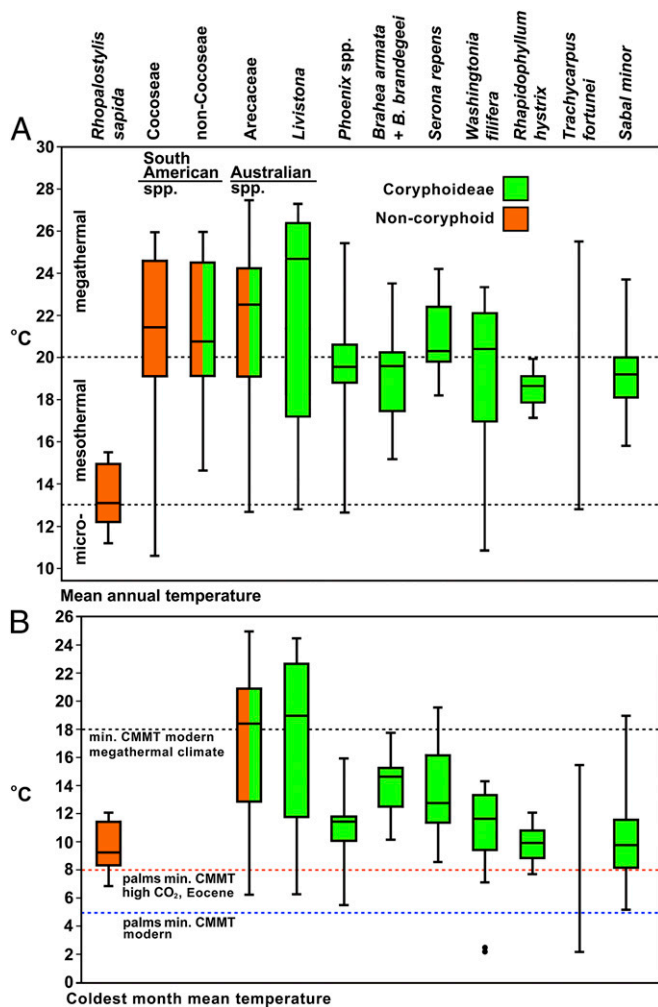 Rhopalostylis
sapida
Cocoseae
non-Cocoseae
Arecaceae
Livistona
Phoenix spp.
Brahea armata
+ B. brandegeei
Serona repens
Washingtonia
filifera
Rhapidophyllum
hystrix
Trachycarpus
fortunei
Sabal minor
A
30
28
26
24
22
20
18
16
14
12
10
°C
megathermal
mesothermal
micro-
South
American
spp.
Australian
spp.
Coryphoideae
Non-coryphoid
Mean annual temperature
B
26
24
22
20
18
16
14
12
10
8
6
4
2
0
°C
min. CMMT modern
megathermal climate
palms min. CMMT
high CO₂, Eocene
palms min. CMMT
modern
Coldest month mean temperature